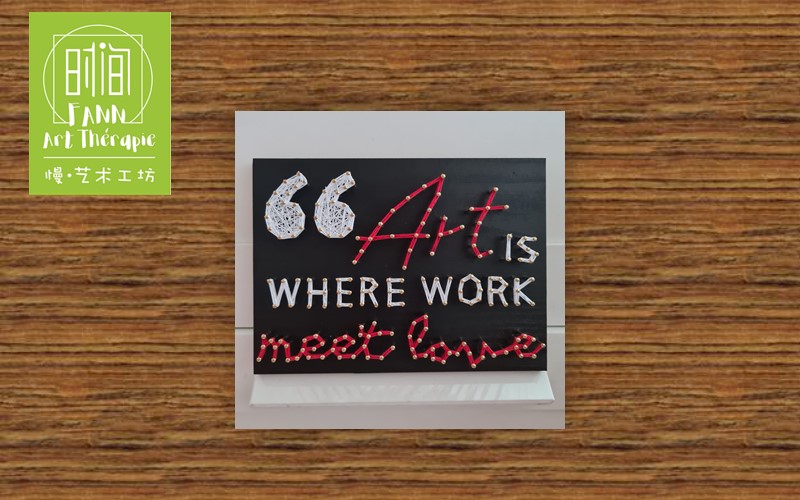 时间
FANN
Art Thérapie
慢·艺术工坊
“Art IS
WHERE WORK
meet love